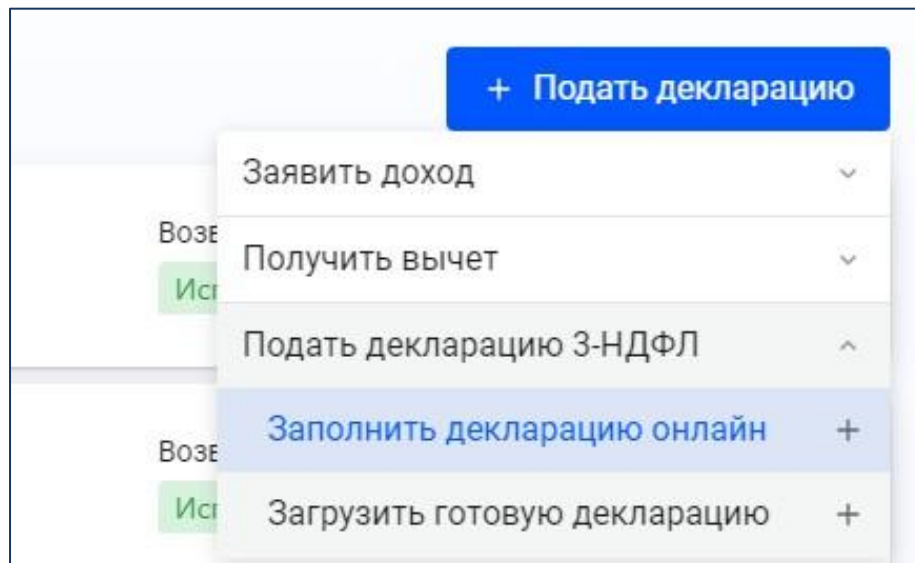 + Подать декларацию
Заявить доход
Получить вычет
Подать декларацию 3-НДФЛ
Заполнить декларацию онлайн +
Загрузить готовую декларацию +